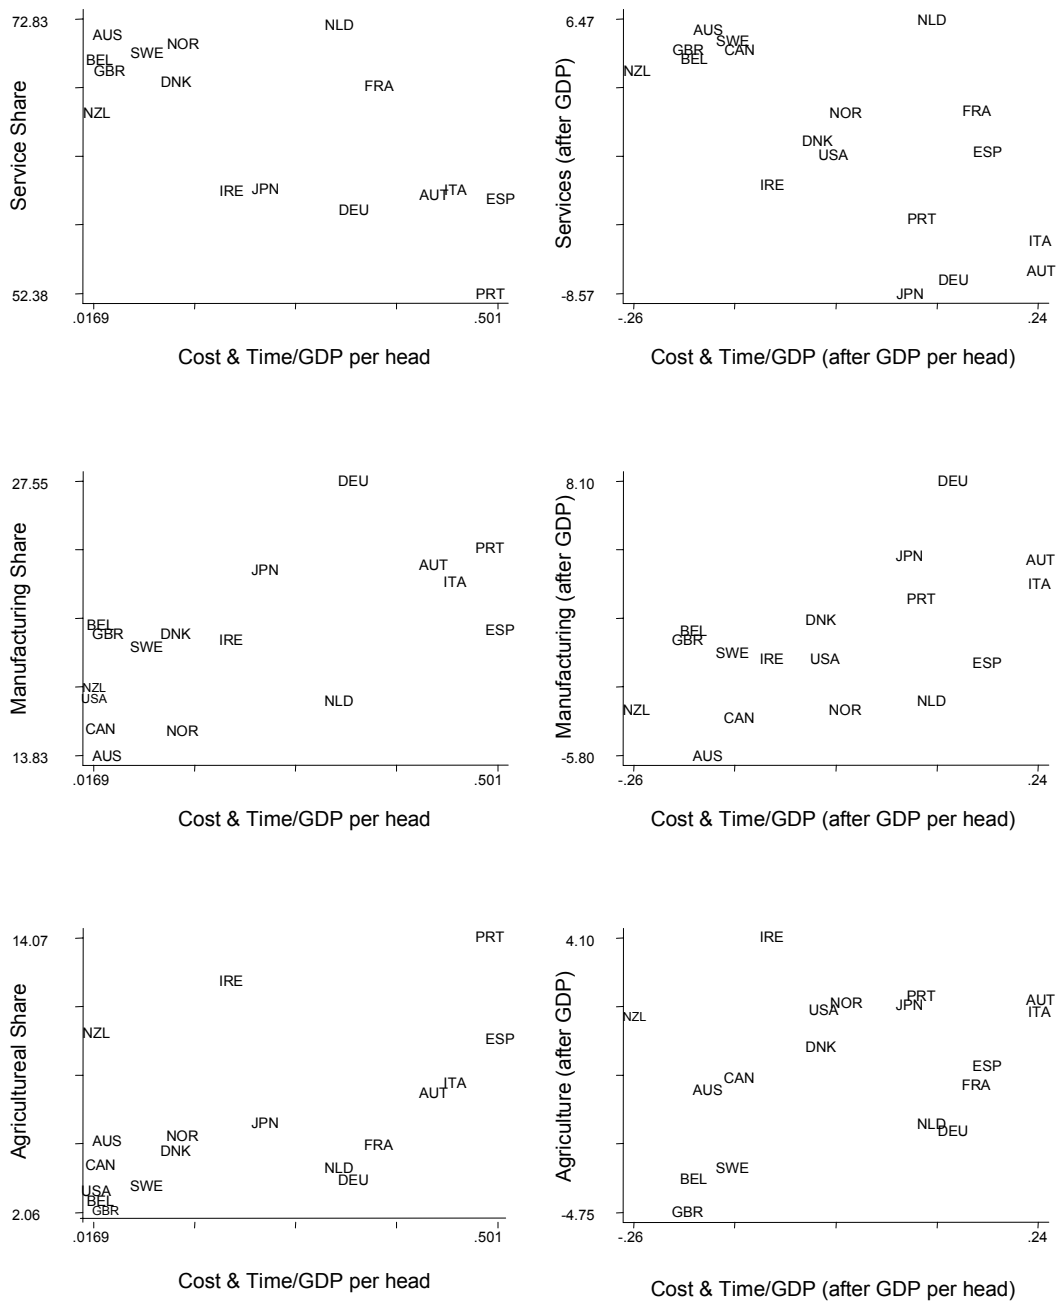 72.83
NLD
AUS
NOR
SWE
BEL
GBR
DNK
FRA
NZL
Service Share
IRE
JPN
ITA
AUT
ESP
DEU
52.38
PRT
.0169
.501
Cost & Time/GDP per head
6.47
NLD
AUS
SWE
GBR
CAN
BEL
NZL
NOR
FRA
DNK
USA
ESP
Services (after GDP)
IRE
PRT
ITA
AUT
DEU
-8.57
JPN
-.26
.24
Cost & Time/GDP (after GDP per head)
27.55
DEU
PRT
AUT
JPN
ITA
BEL
GBR
DNK
ESP
IRE
SWE
Manufacturing Share
NZL
USA
NLD
CAN
NOR
13.83
AUS
.0169
.501
Cost & Time/GDP per head
8.10
DEU
JPN
AUT
ITA
PRT
DNK
BEL
GBR
SWE
IRE
USA
ESP
Manufacturing (after GDP)
NLD
NZL
NOR
CAN
-5.80
AUS
-.26
.24
Cost & Time/GDP (after GDP per head)
14.07
PRT
IRE
NZL
ESP
ITA
AUT
Agricultureal Share
JPN
NOR
AUS
FRA
DNK
CAN
NLD
DEU
SWE
USA
BEL
GBR
2.06
.0169
.501
Cost & Time/GDP per head
4.10
IRE
PRT
AUT
NOR
JPN
USA
ITA
NZL
DNK
ESP
CAN
FRA
AUS
Agriculture (after GDP)
NLD
DEU
SWE
BEL
GBR
-4.75
-.26
.24
Cost & Time/GDP (after GDP per head)